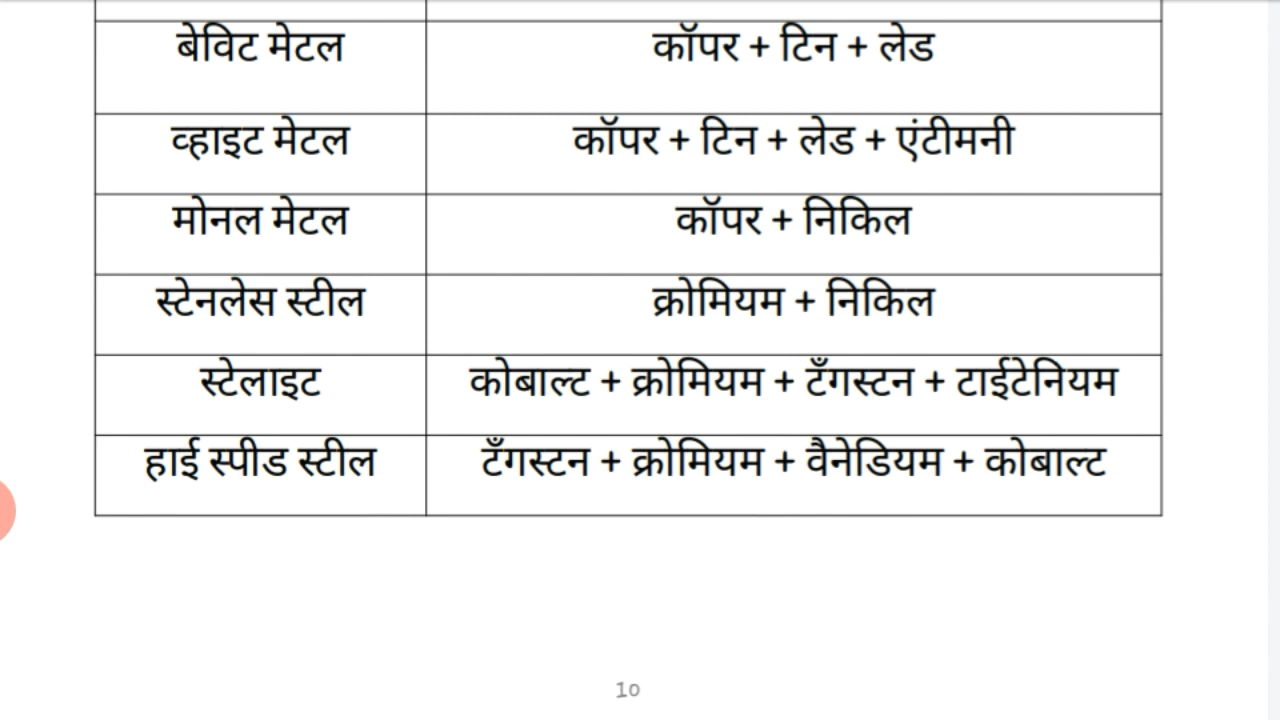 बेविट मेटल कॉपर + टिन + लेड
व्हाइट मेटल कॉपर + टिन + लेड + एंटीमनी
मोनल मेटल कॉपर + निकिल
स्टेनलेस स्टील क्रोमियम + निकिल
स्टेलाइट कोबाल्ट + क्रोमियम + टँगस्टन + टाईटेनियम
हाई स्पीड स्टील टँगस्टन + क्रोमियम + वैनेडियम + कोबाल्ट
10